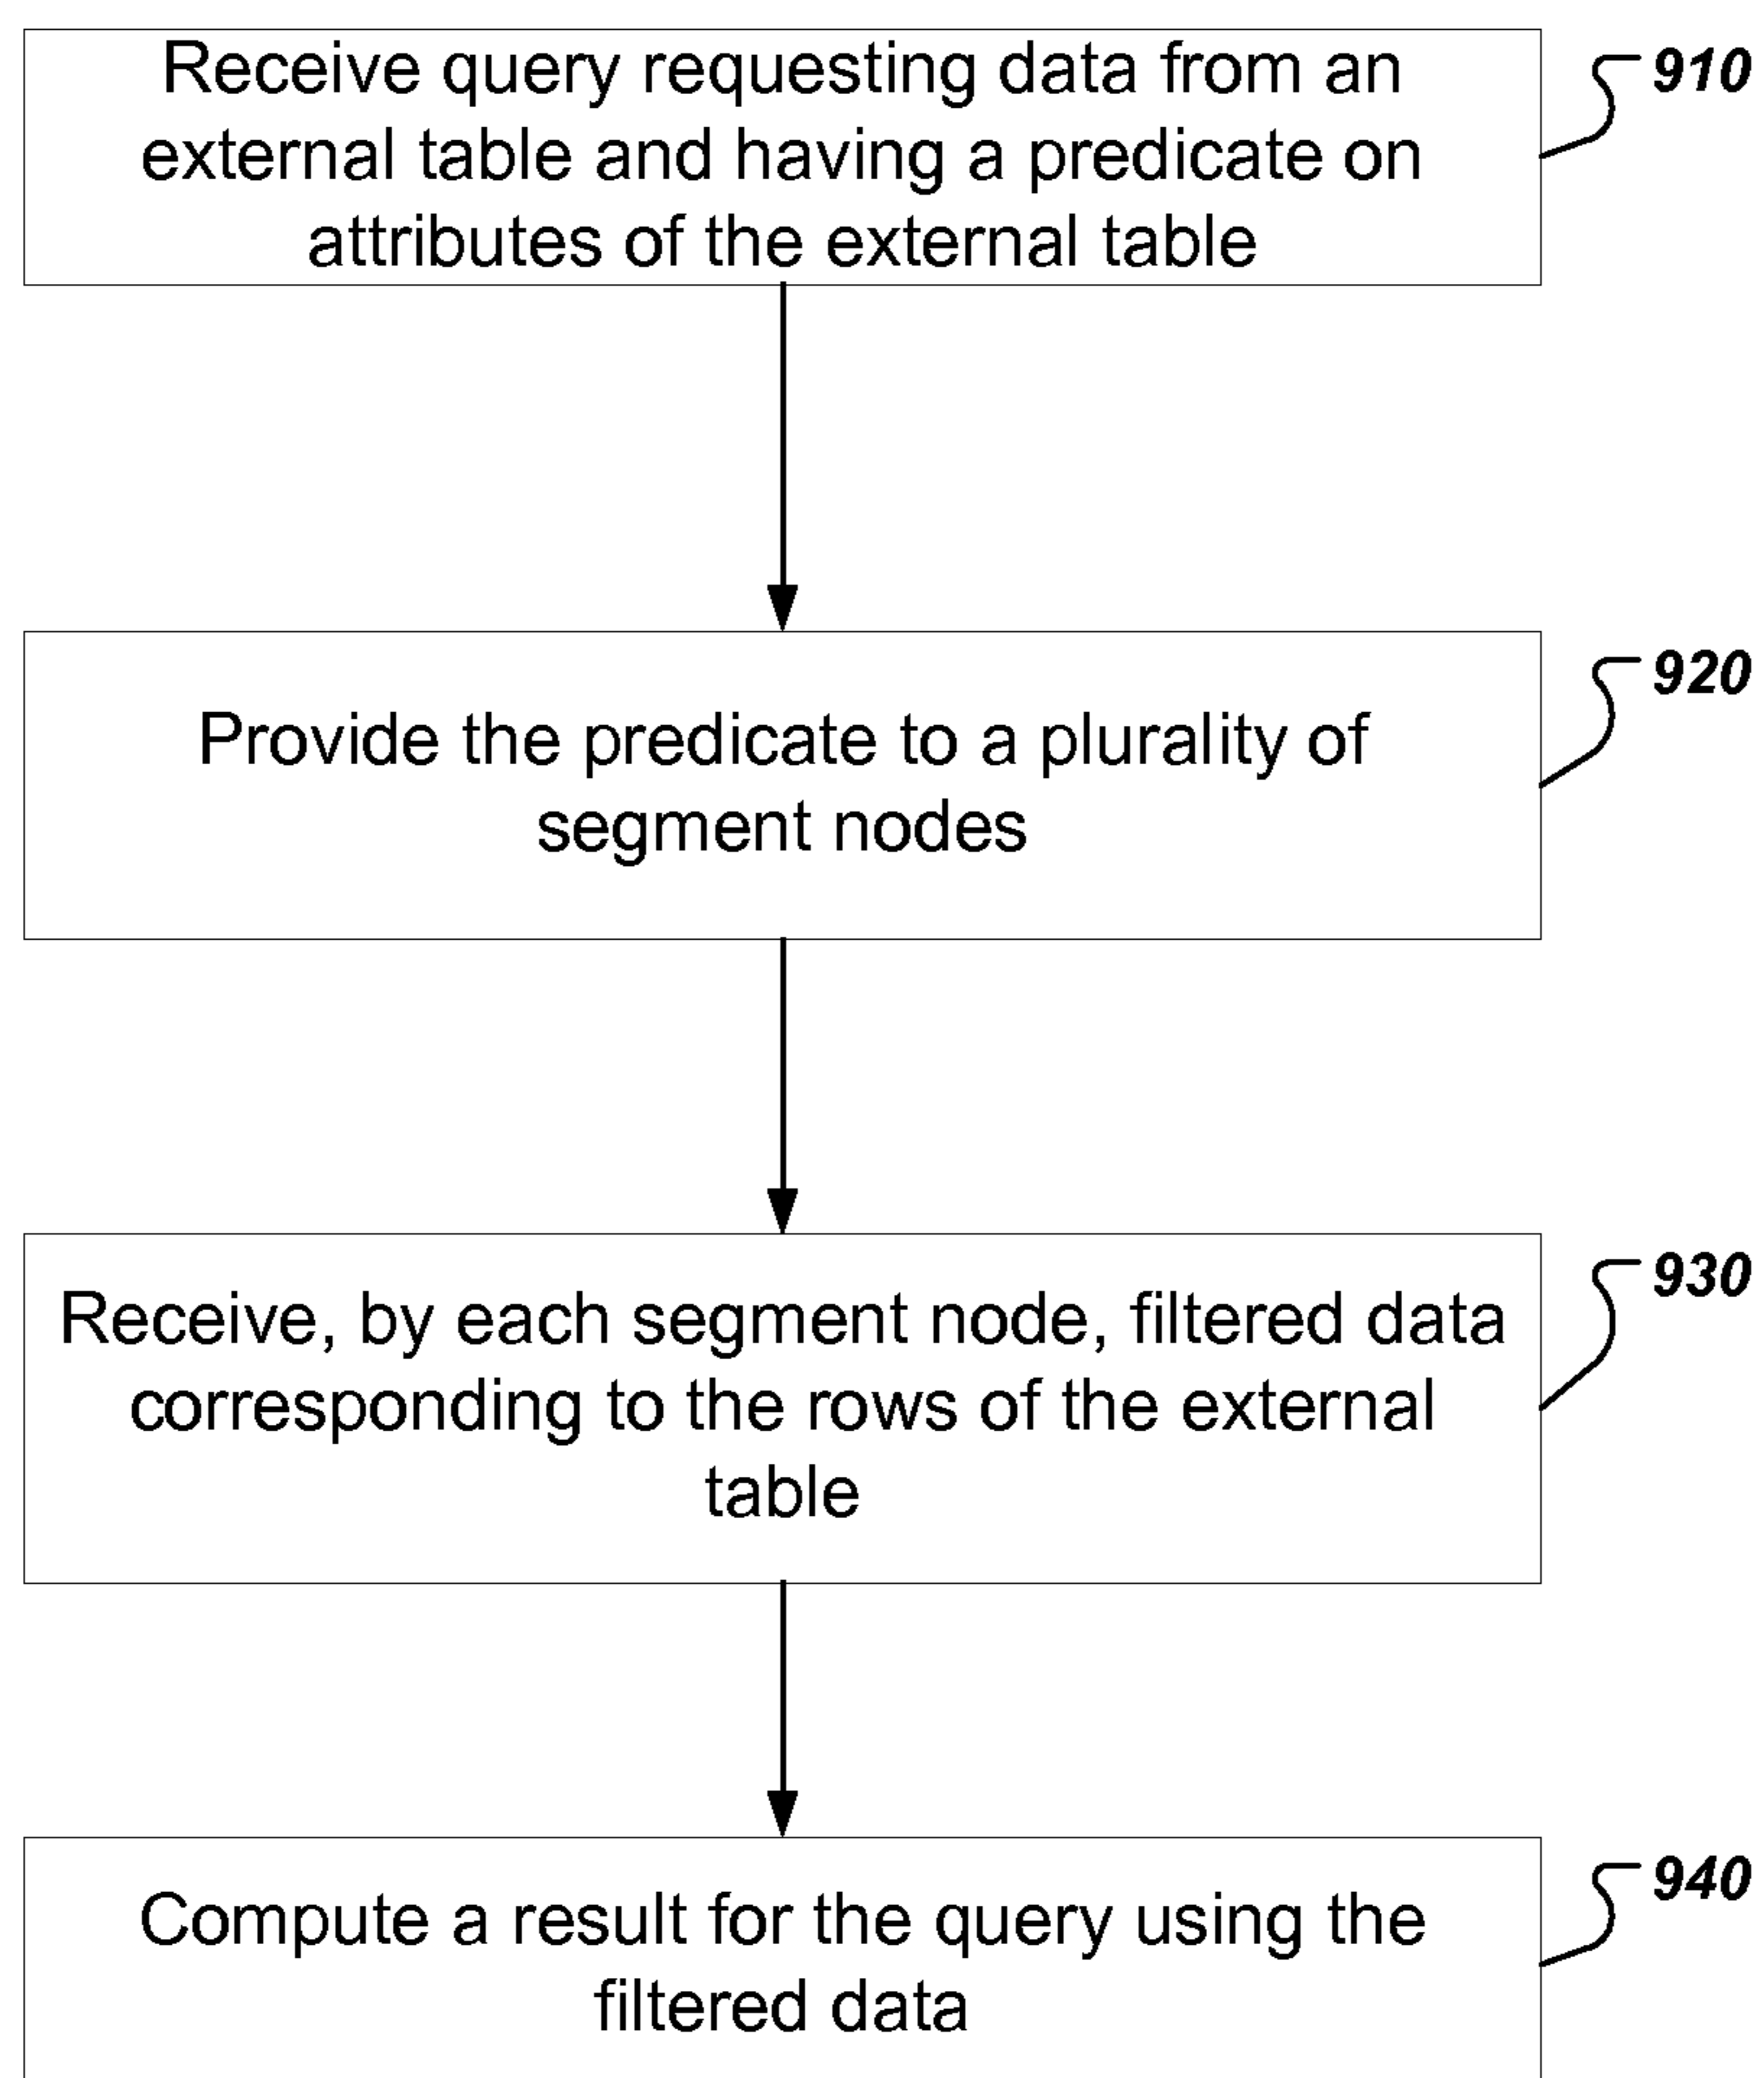 Receive query requesting data from an
external table and having a predicate on
attributes of the external table
910
Provide the predicate to a plurality of
segment nodes
920
Receive, by each segment node, filtered data
corresponding to the rows of the external
table
930
Compute a result for the query using the
filtered data
940